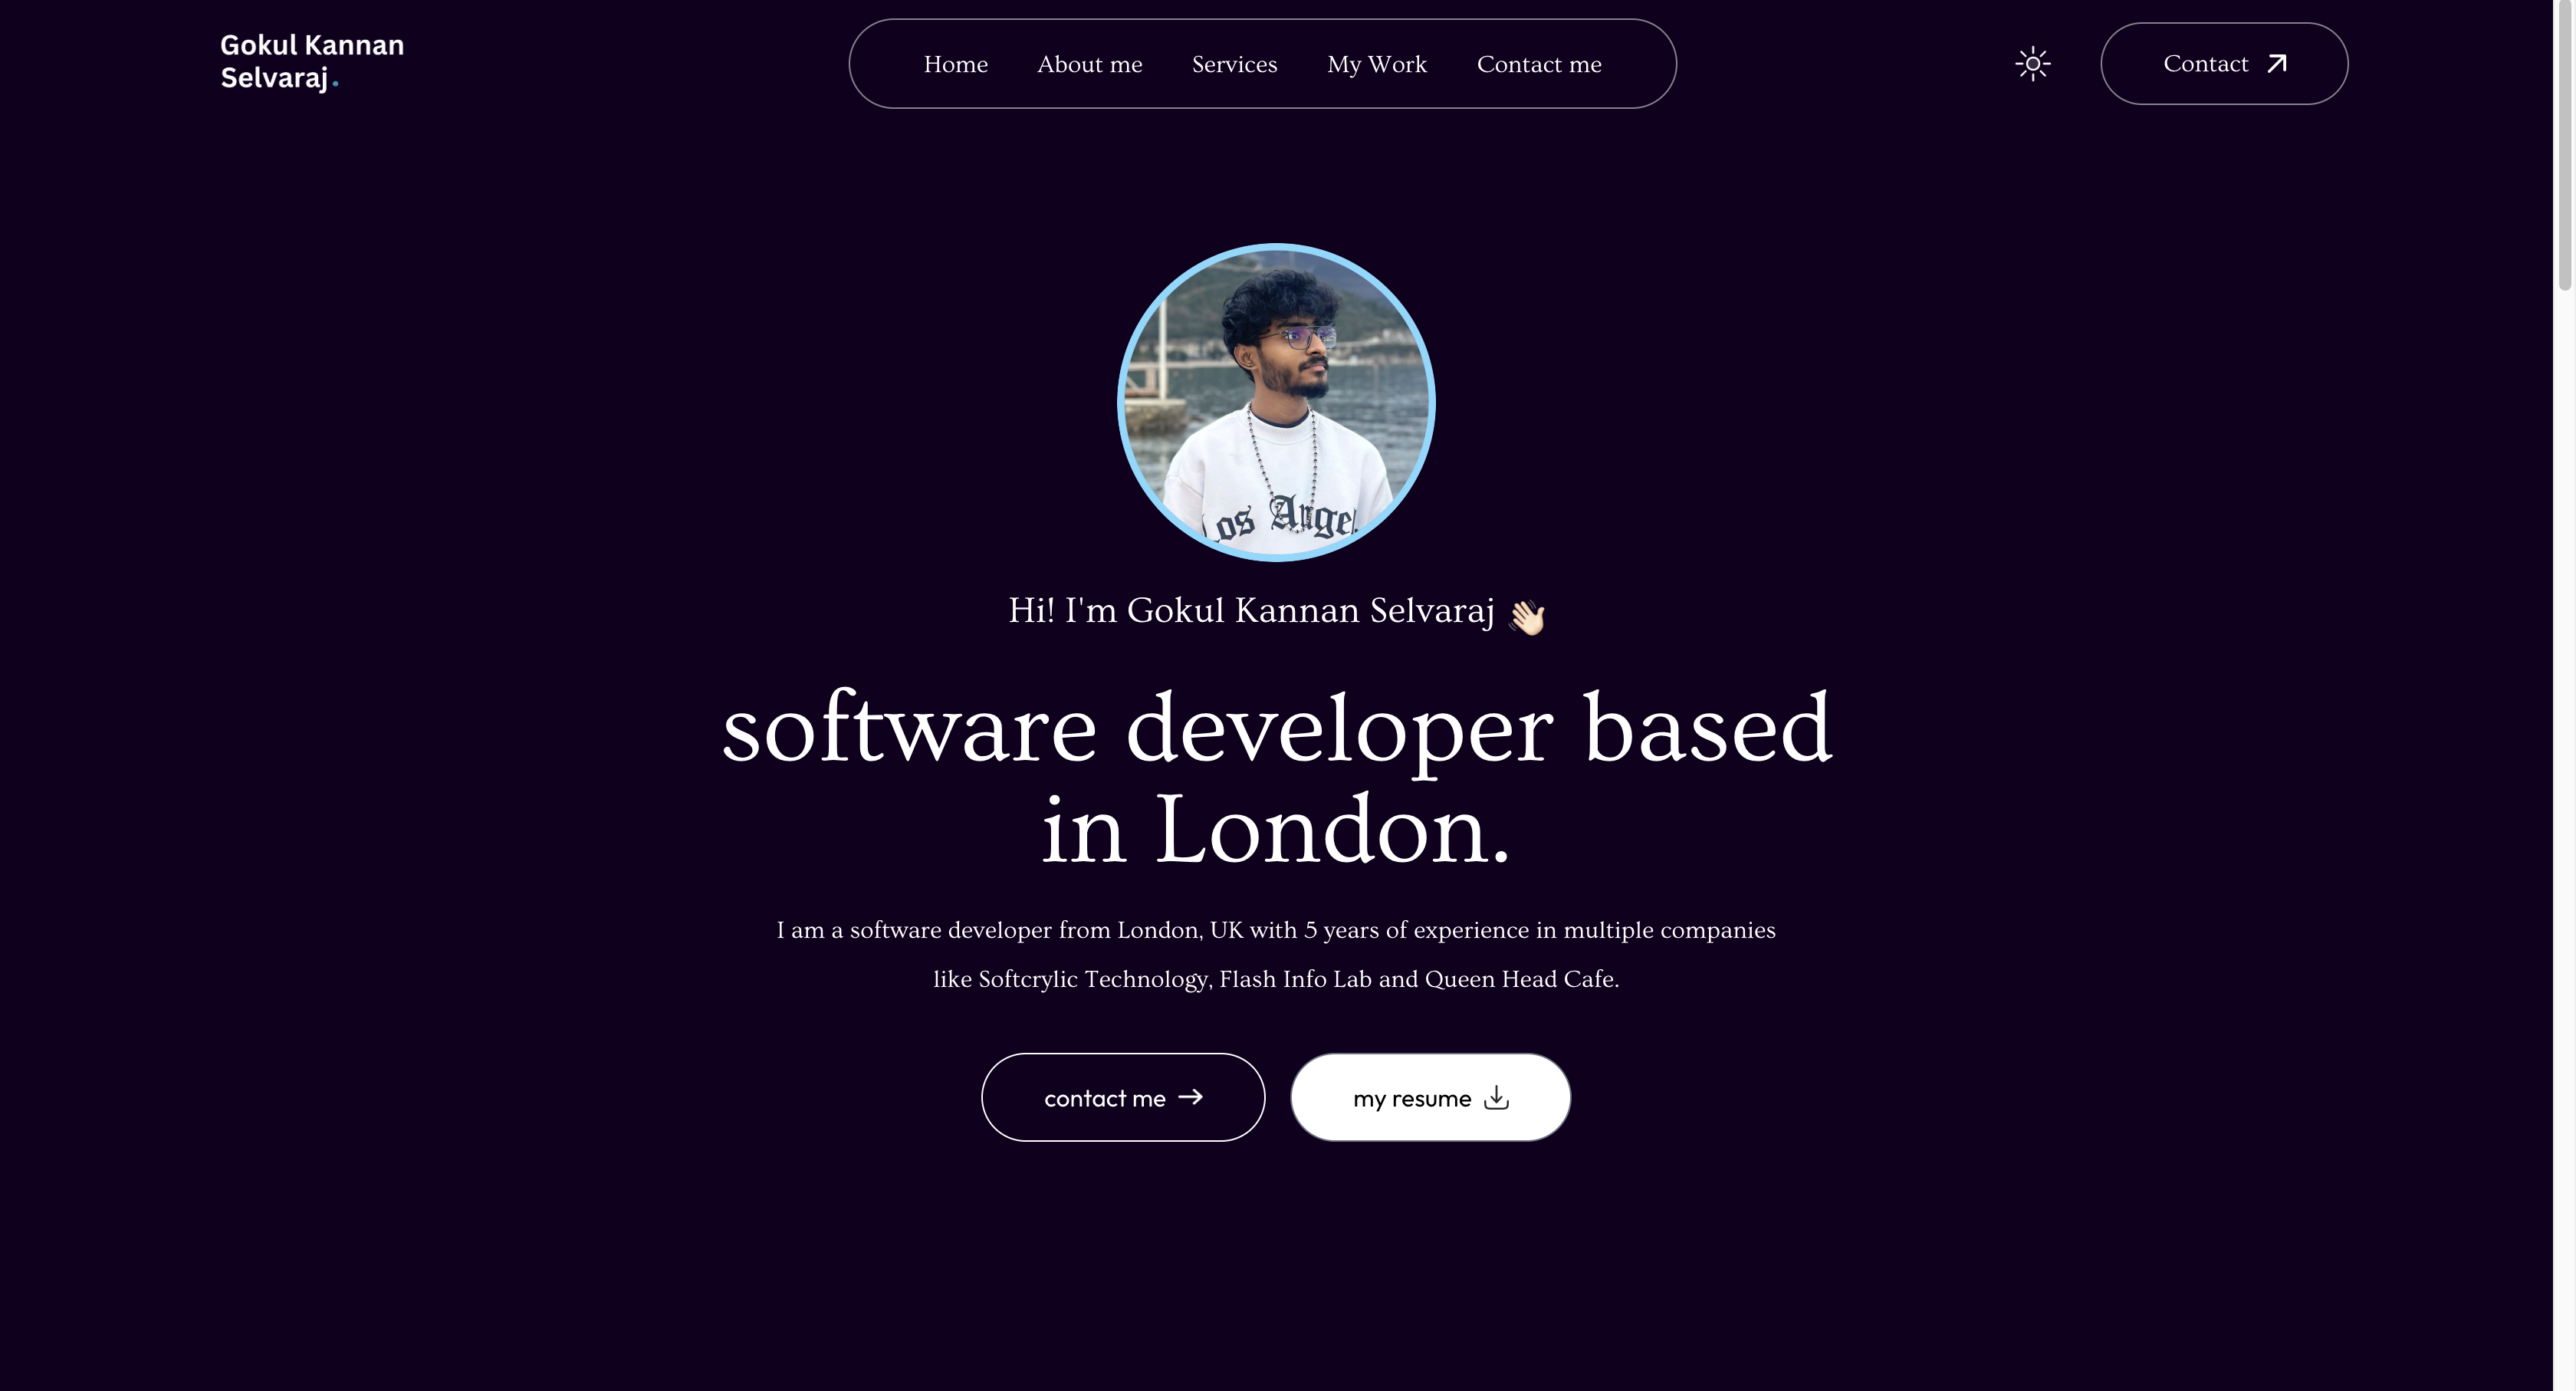 Gokul Kannan
Selvaraj.
Home About me Services My Work Contact me
Contact
os Angel
Hi! I'm Gokul Kannan Selvaraj 👋🏻
software developer based
in London.
I am a software developer from London, UK with 5 years of experience in multiple companies
like Softcrylic Technology, Flash Info Lab and Queen Head Cafe.
contact me
my resume